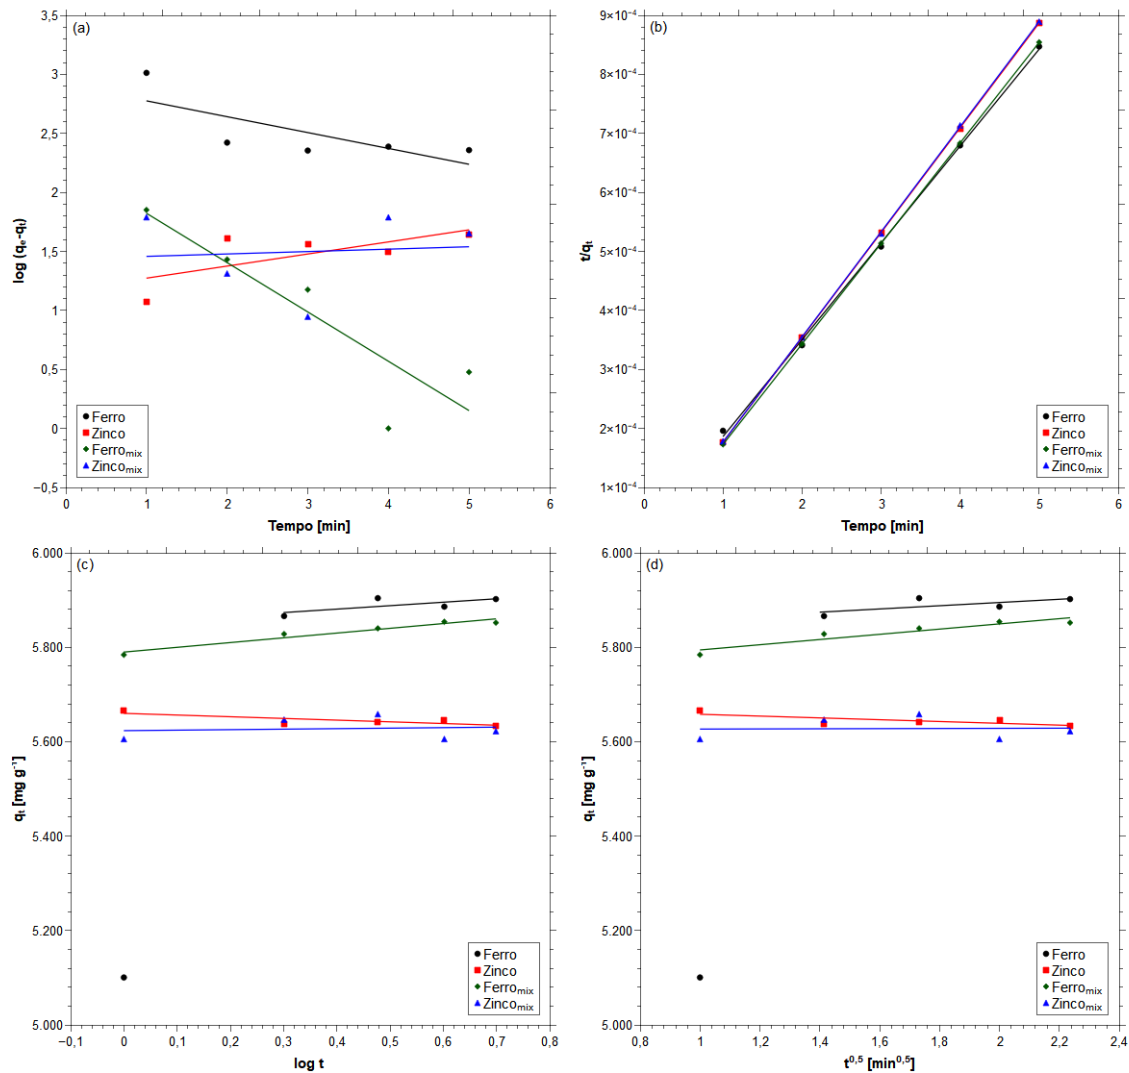 (a)
3,5
3
2,5
2
1,5
1
0,5
0
−0,5
log (qₑ-qₜ)
0 1 2 3 4 5 6
Tempo [min]
Ferro
Zinco
Ferromix
Zincomix
(b)
9×10⁻⁴
8×10⁻⁴
7×10⁻⁴
6×10⁻⁴
5×10⁻⁴
4×10⁻⁴
3×10⁻⁴
2×10⁻⁴
1×10⁻⁴
t/qₜ
0 1 2 3 4 5 6
Tempo [min]
Ferro
Zinco
Ferromix
Zincomix
(c)
6.000
5.800
5.600
5.400
5.200
5.000
qₜ [mg g⁻¹]
−0,1 0 0,1 0,2 0,3 0,4 0,5 0,6 0,7 0,8
log t
Ferro
Zinco
Ferromix
Zincomix
(d)
6.000
5.800
5.600
5.400
5.200
5.000
qₜ [mg g⁻¹]
0,8 1 1,2 1,4 1,6 1,8 2 2,2 2,4
t⁰,⁵ [min⁰,⁵]
Ferro
Zinco
Ferromix
Zincomix